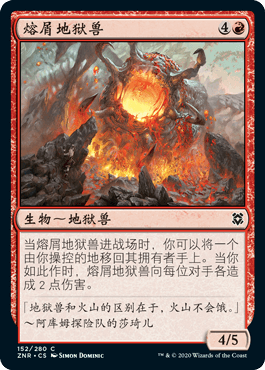 熔屑地狱兽 4
生物～地狱兽
当熔屑地狱兽进战场时，你可以将一个
由你操控的地移回其拥有者手上。当你
如此作时，熔屑地狱兽向每位对手各造
成2点伤害。
「地狱兽和火山的区别在于，火山不会饿。」
～阿库姆探险队的莎琦儿
4/5
152/280 C
ZNR • CS SIMON DOMINIC
™ & © 2020 Wizards of the Coast